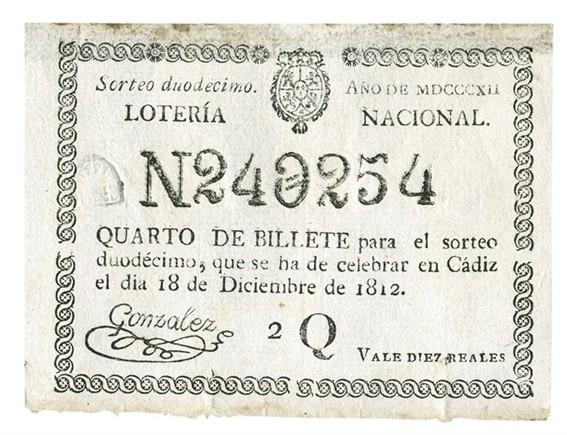 Sorteo duodécimo.
AÑO DE MDCCCXII
LOTERÍA NACIONAL.
N240254
QUARTO DE BILLETE para el sorteo
duodécimo, que se ha de celebrar en Cádiz
el dia 18 de Diciembre de 1812.
Gonzalez
2 Q
VALE DIEZ REALES